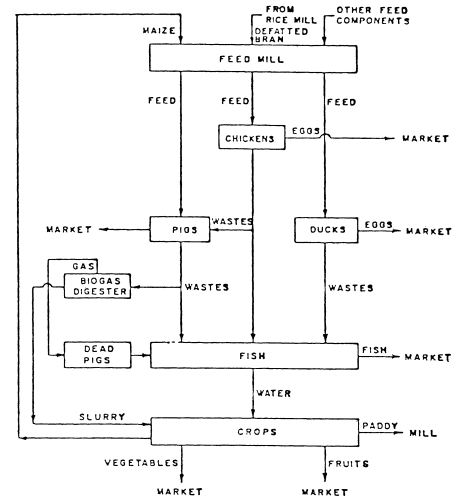 FROM
RICE MILL
OTHER FEED
COMPONENTS
MAIZE
DEFATTED
BRAN
FEED MILL
FEED
FEED
FEED
CHICKENS
EGGS
MARKET
WASTES
MARKET
PIGS
DUCKS
EGGS
MARKET
GAS
BIOGAS
DIGESTER
WASTES
WASTES
DEAD
PIGS
FISH
FISH
MARKET
WATER
SLURRY
CROPS
PADDY
MILL
VEGETABLES
FRUITS
MARKET
MARKET